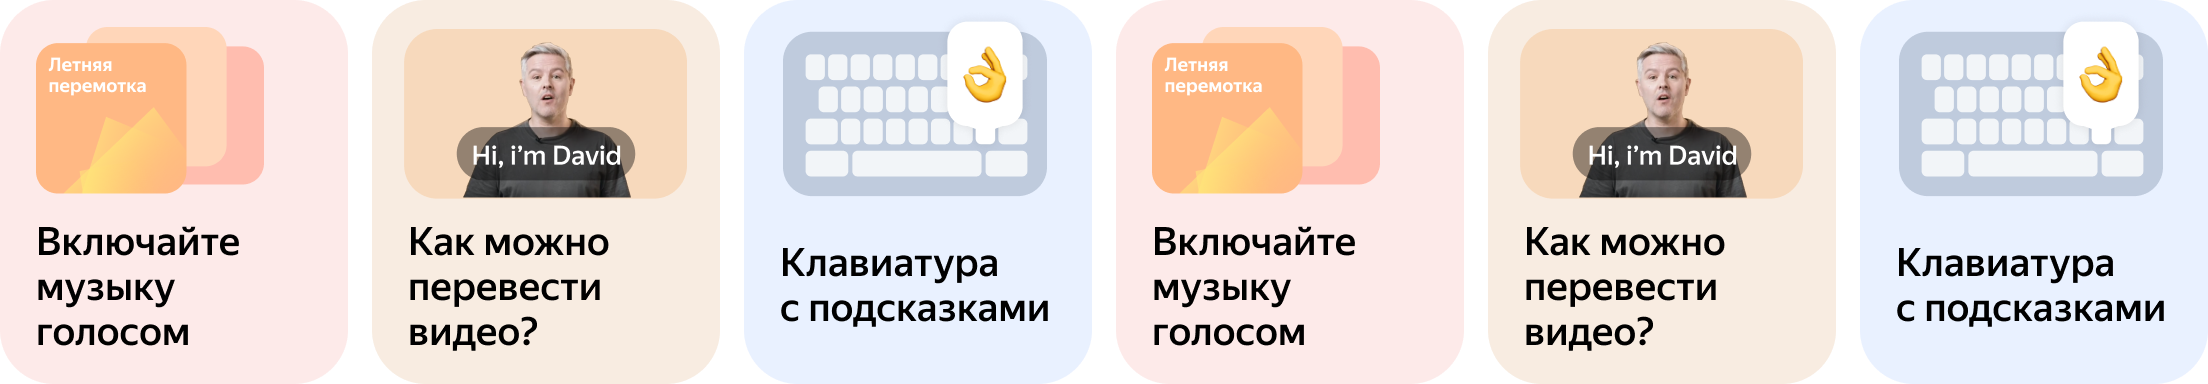 Летняя
перемотка
Включайте
музыку
голосом
Hi, i’m David
Как можно
перевести
видео?
Клавиатура
с подсказками
Летняя
перемотка
Включайте
музыку
голосом
Hi, i’m David
Как можно
перевести
видео?
Клавиатура
с подсказками